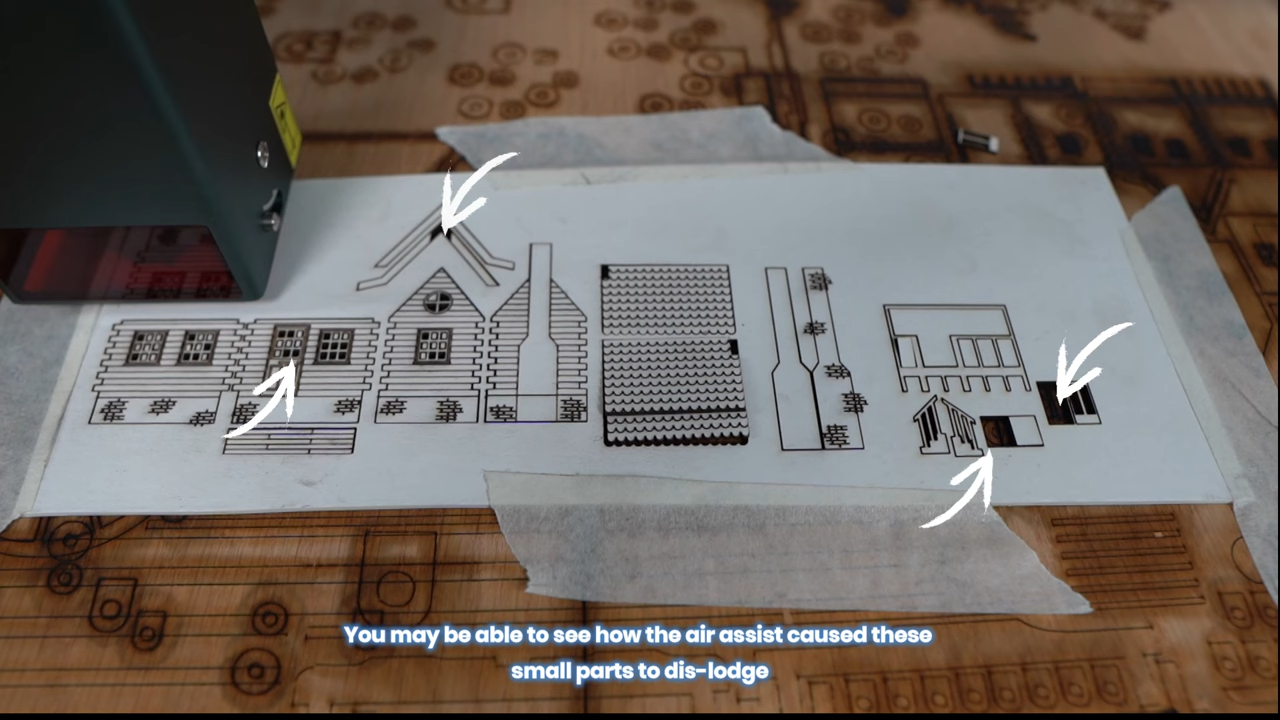 You may be able to see how the air assist caused these
small parts to dis-lodge